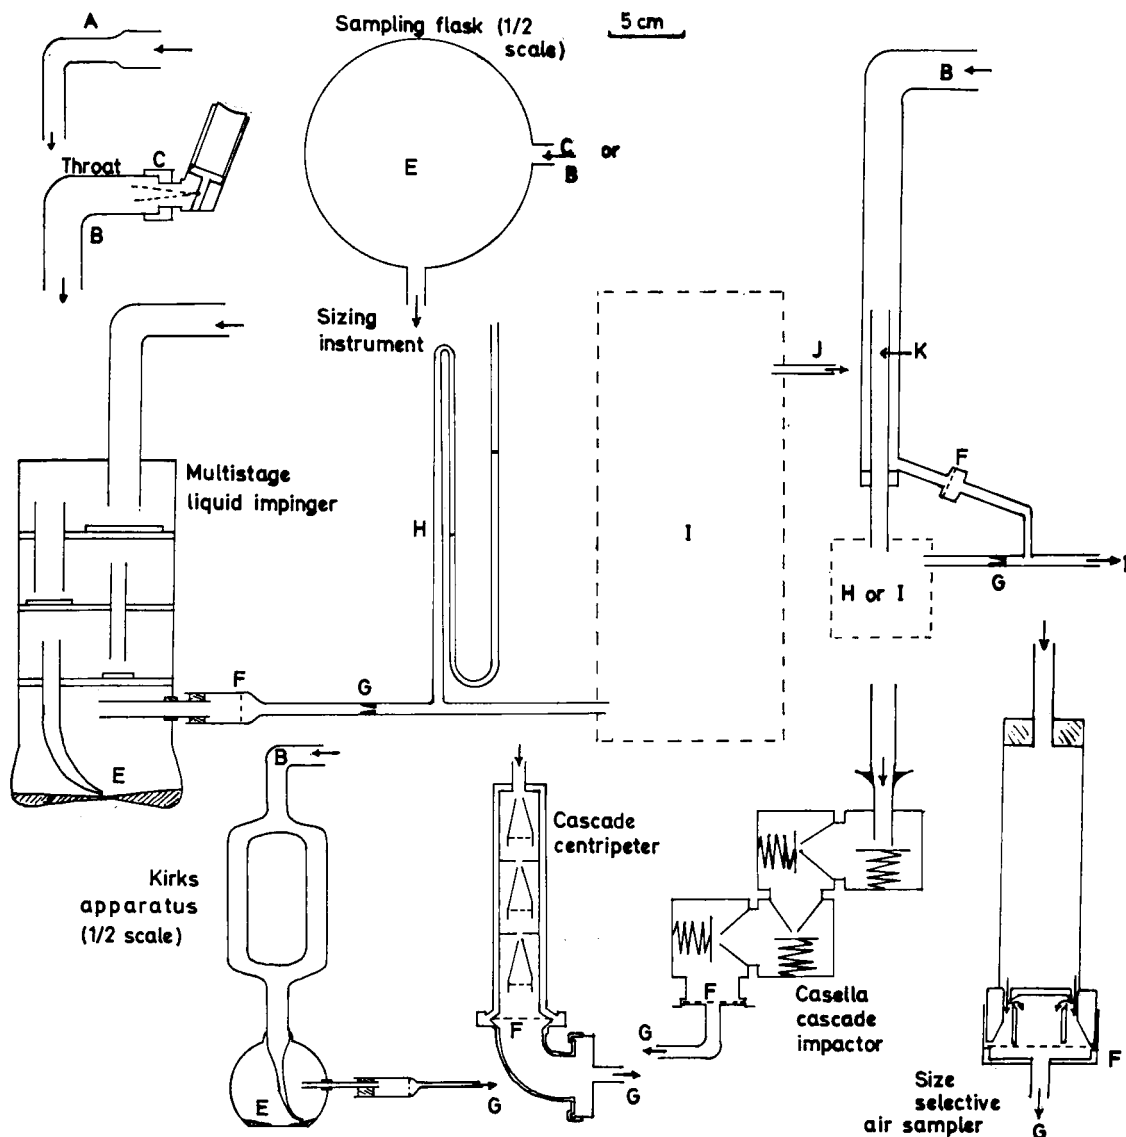 A
Sampling flask (1/2
scale)
5 cm
B
Throat
C
E
C or
B
B
Sizing
instrument
J
K
Multistage
liquid impinger
F
H
I
H or I
G
F
G
E
B
Cascade
centripeter
Kirks
apparatus
(1/2 scale)
F
Casella
cascade
impactor
F
G
F
E
G
G
Size
selective
air sampler
G